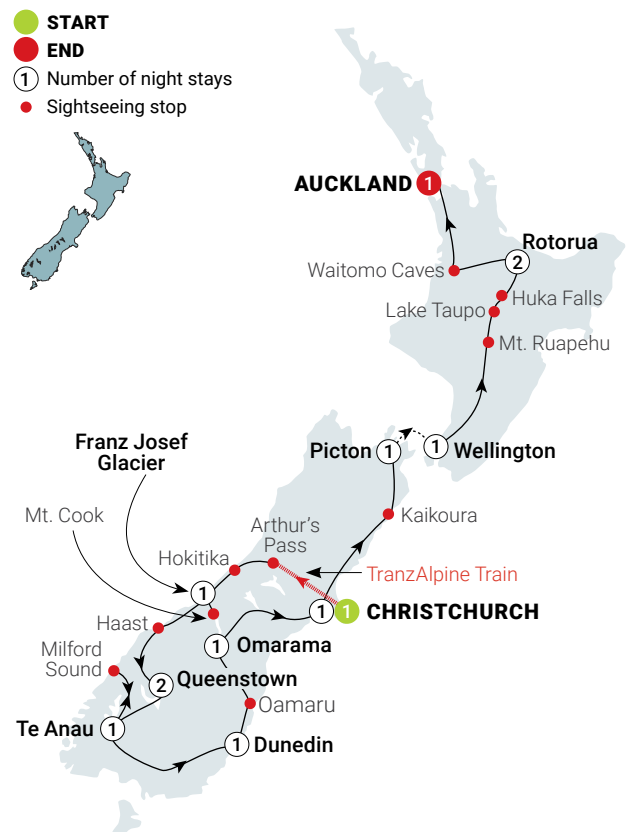 START
END
1 Number of night stays
Sightseeing stop
AUCKLAND 1
Rotorua
2
Waitomo Caves
Huka Falls
Lake Taupo
Mt. Ruapehu
Franz Josef
Glacier
Picton 1
1 Wellington
Mt. Cook
Kaikoura
Arthur's
Pass
Hokitika
TranzAlpine Train
1
1 1 CHRISTCHURCH
Haast
1 Omarama
Milford
Sound
2 Queenstown
Oamaru
Te Anau 1
1 Dunedin